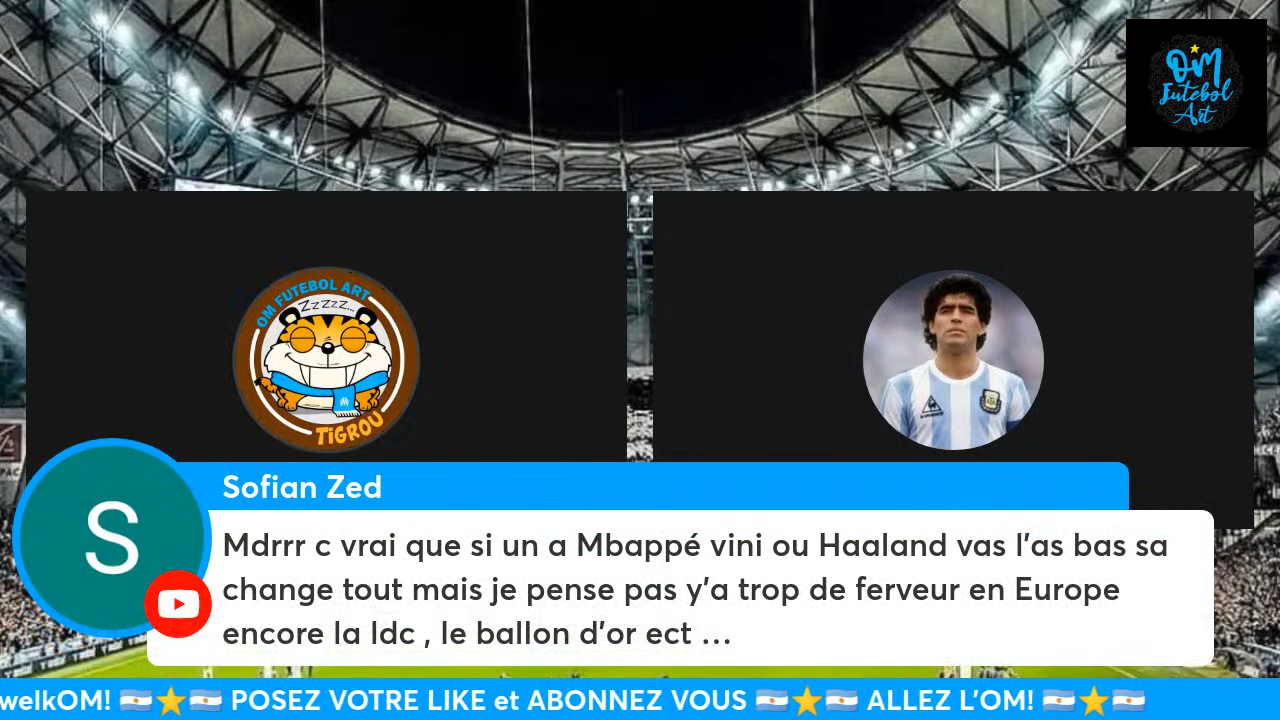 OM
Futebol
Art
OM FUTEBOL ART
ZZZZZ...
TiGROU
S
Sofian Zed
Mdrrr c vrai que si un a Mbappé vini ou Haaland vas l'as bas sa
change tout mais je pense pas y'a trop de ferveur en Europe
encore la ldc , le ballon d'or ect ...
welkOM! 🇦🇷⭐🇦🇷 POSEZ VOTRE LIKE et ABONNEZ VOUS 🇦🇷⭐🇦🇷 ALLEZ L'OM! 🇦🇷⭐🇦🇷